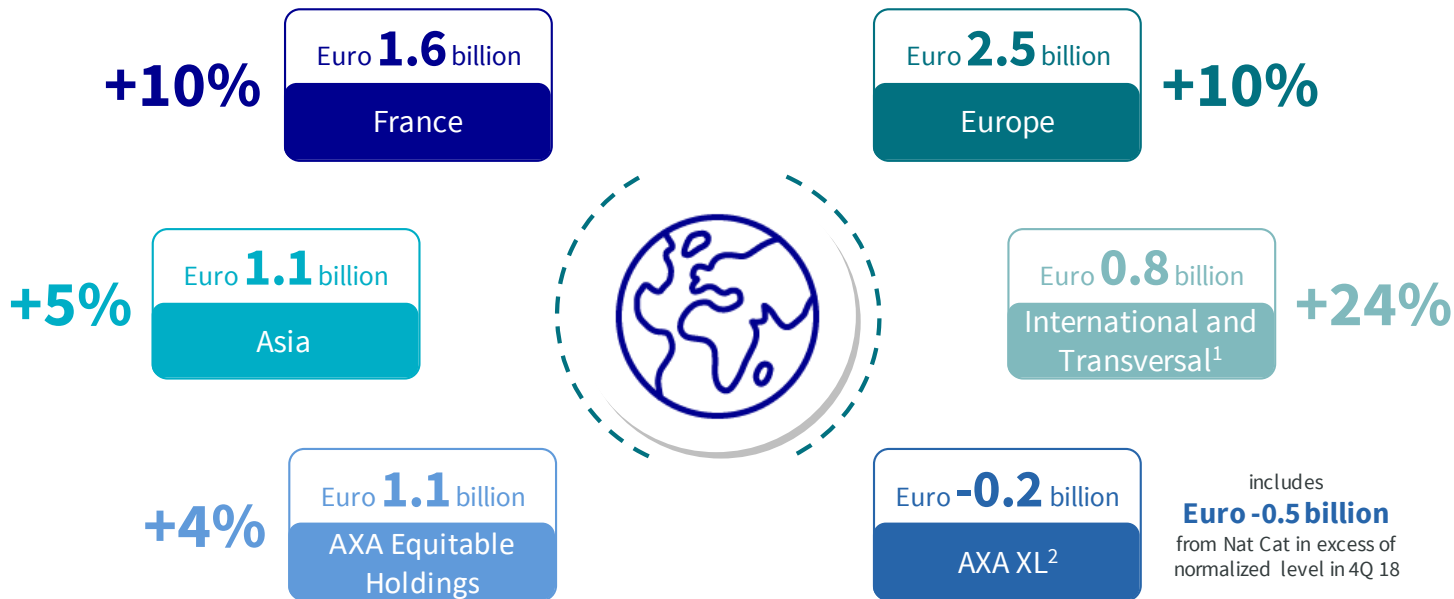 +10%
Euro 1.6 billion
France
Euro 2.5 billion
Europe
+10%
+5%
Euro 1.1 billion
Asia
Euro 0.8 billion
International and
Transversal¹
+24%
+4%
Euro 1.1 billion
AXA Equitable
Holdings
Euro -0.2 billion
AXA XL²
includes
Euro -0.5 billion
from Nat Cat in excess of
normalized level in 4Q 18